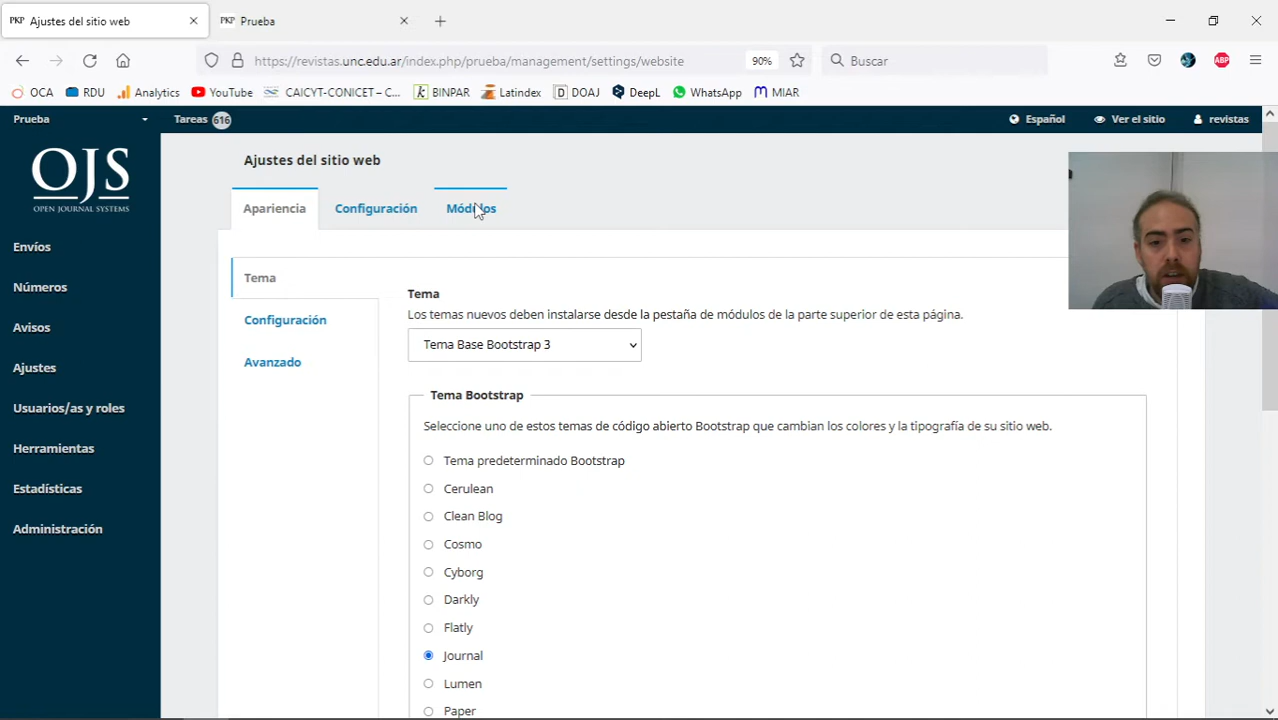 PKP Ajustes del sitio web
PKP Prueba
https://revistas.unc.edu.ar/index.php/prueba/management/settings/website
90%
Buscar
ABP
OCA
RDU
Analytics
YouTube
CAICYT-CONICET – C...
BINPAR
Latindex
DOAJ
DeepL
WhatsApp
MIAR
Prueba
Tareas 616
Español
Ver el sitio
revistas
OJS
OPEN JOURNAL SYSTEMS
Envíos
Números
Avisos
Ajustes
Usuarios/as y roles
Herramientas
Estadísticas
Administración
Ajustes del sitio web
Apariencia
Configuración
Módulos
Tema
Configuración
Avanzado
Tema
Los temas nuevos deben instalarse desde la pestaña de módulos de la parte superior de esta página.
Tema Base Bootstrap 3
Tema Bootstrap
Seleccione uno de estos temas de código abierto Bootstrap que cambian los colores y la tipografía de su sitio web.
Tema predeterminado Bootstrap
Cerulean
Clean Blog
Cosmo
Cyborg
Darkly
Flatly
Journal
Lumen
Paper